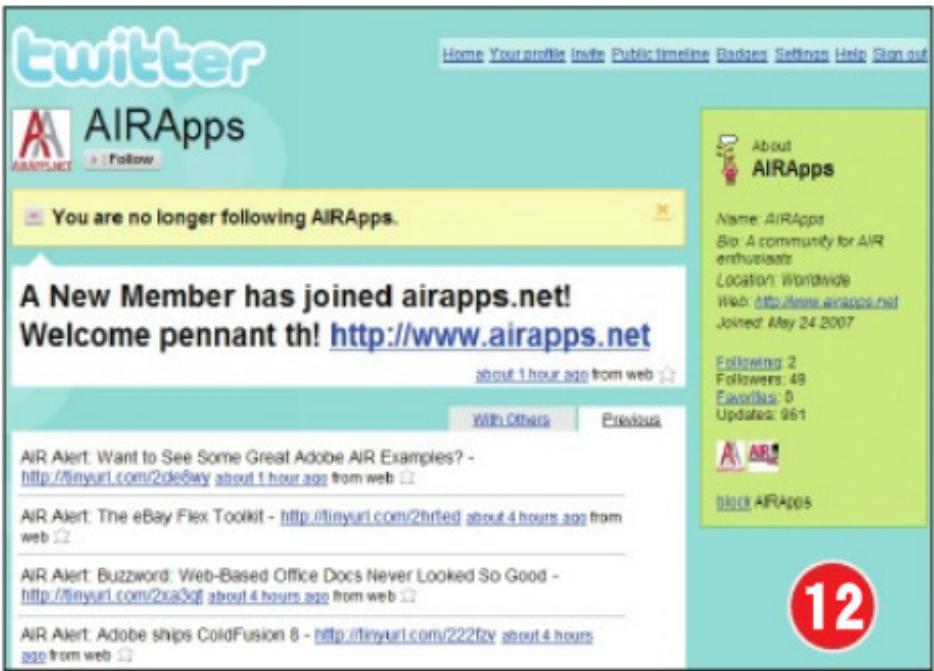 twitter
Home Your profile Invite Public timeline Badges Settings Help Sign out
AIRApps
Follow
You are no longer following AIRApps.
A New Member has joined airapps.net!
Welcome pennant th! http://www.airapps.net
about 1 hour ago from web
With Others Previous
AIR Alert: Want to See Some Great Adobe AIR Examples? -
http://tinyurl.com/2de8wy about 1 hour ago from web
AIR Alert: The eBay Flex Toolkit - http://tinyurl.com/2hrted about 4 hours ago from
web
AIR Alert: Buzzword: Web-Based Office Docs Never Looked So Good -
http://tinyurl.com/2xa3qt about 4 hours ago from web
AIR Alert: Adobe ships ColdFusion 8 - http://tinyurl.com/222fzv about 4 hours
ago from web
About
AIRApps
Name: AIRApps
Bio: A community for AIR
enthusiasts
Location: Worldwide
Web: http://www.airapps.net
Joined: May 24 2007
Following: 2
Followers: 49
Favorites: 0
Updates: 961
AIR
block AIRApps
12